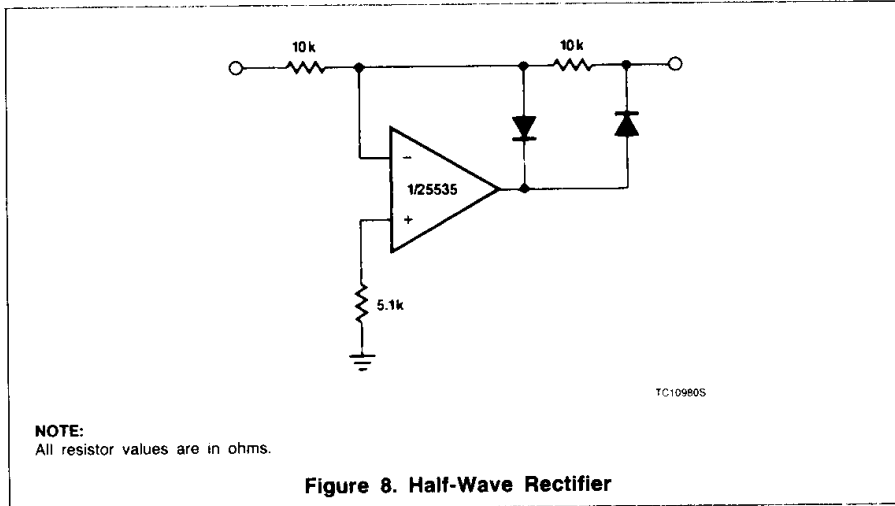 10k
10k
−
1/25535
+
5.1k
TC10980S
NOTE:
All resistor values are in ohms.
Figure 8. Half-Wave Rectifier